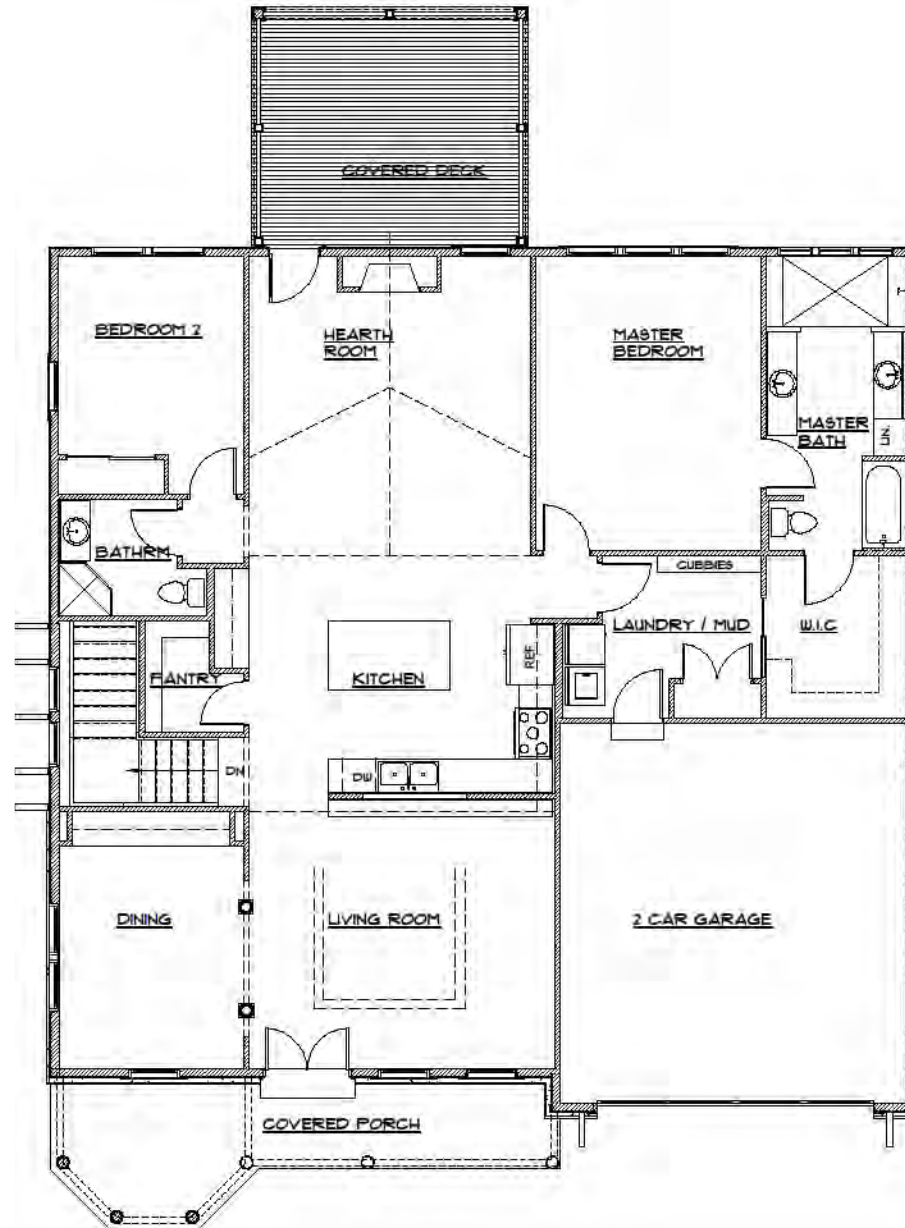 COVERED DECK
BEDROOM 2
HEARTH
ROOM
MASTER
BEDROOM
MASTER
BATH
LIN.
BATHRM
CUBBIES
LAUNDRY / MUD
W.I.C
PANTRY
KITCHEN
REF
DW
DN
DINING
LIVING ROOM
2 CAR GARAGE
COVERED PORCH